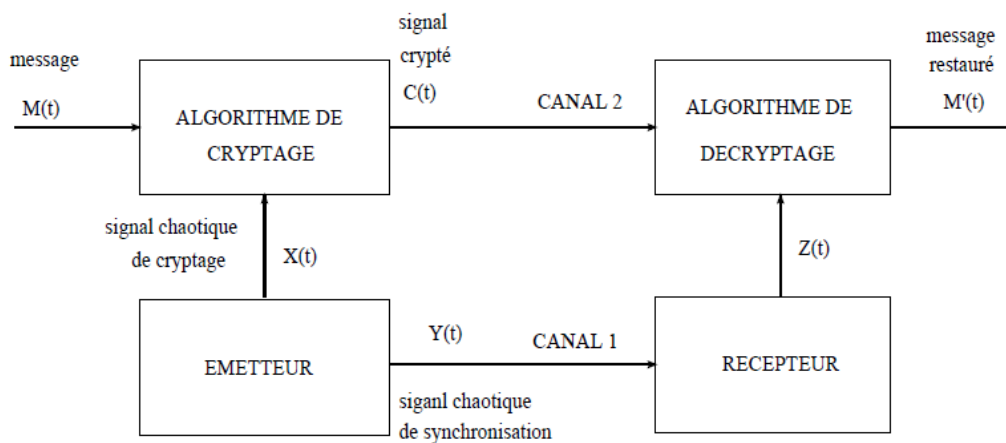 message
M(t)
ALGORITHME DE
CRYPTAGE
signal
crypté
C(t)
CANAL 2
ALGORITHME DE
DECRYPTAGE
message
restauré
M'(t)
signal chaotique
de cryptage
X(t)
Z(t)
EMETTEUR
Y(t)
CANAL 1
siganl chaotique
de synchronisation
RECEPTEUR